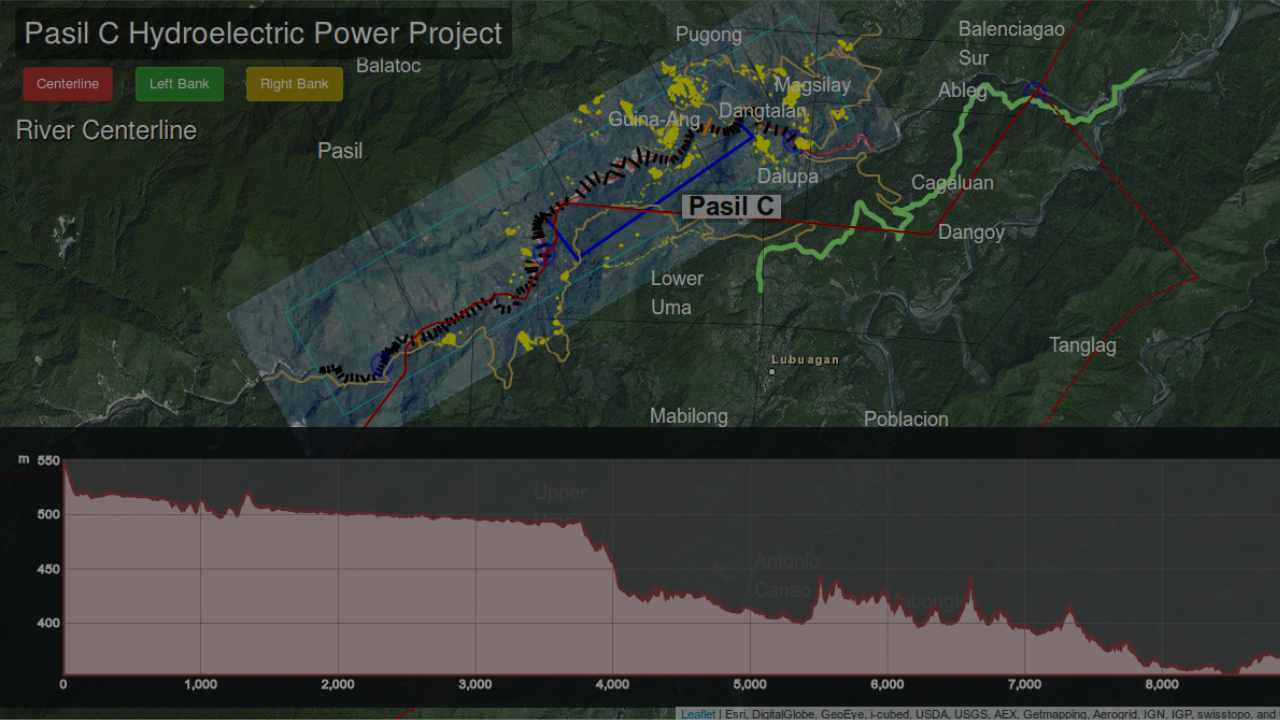 Pasil C Hydroelectric Power Project
Centerline
Left Bank
Right Bank
River Centerline
Balatoc
Pasil
Pugong
Magsilay
Dangtalan
Guina-Ang
Dalupa
Balenciagao
Sur
Ableg
Cagaluan
Pasil C
Dangoy
Lower
Uma
Lubuagan
Tanglag
Mabilong
Poblacion
Upper
Antonio
Canao
m
550
500
450
400
0
1,000
2,000
3,000
4,000
5,000
6,000
7,000
8,000
Leaflet | Esri, DigitalGlobe, GeoEye, i-cubed, USDA, USGS, AEX, Getmapping, Aerogrid, IGN, IGP, swisstopo, and